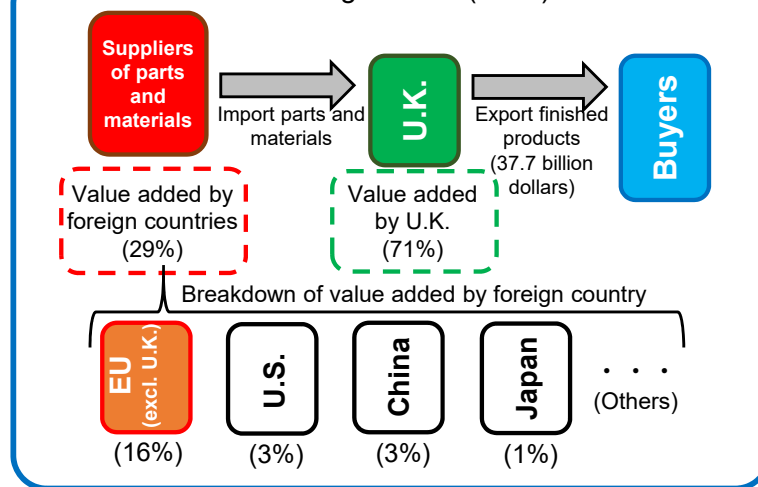 Suppliers
of parts
and
materials
Import parts and
materials
U.K.
Export finished
products
(37.7 billion
dollars)
Buyers
Value added by
foreign countries
(29%)
Value added
by U.K.
(71%)
Breakdown of value added by foreign country
EU
(excl. U.K.)
U.S.
China
Japan
. . .
(Others)
(16%)
(3%)
(3%)
(1%)